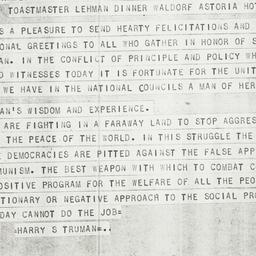 TOASTMASTER LEHMAN DINNER WALDORF ASTORIA HOT
S A PLEASURE TO SEND HEARTY FELICITATIONS AND
ONAL GREETINGS TO ALL WHO GATHER IN HONOR OF S
AN. IN THE CONFLICT OF PRINCIPLE AND POLICY WH
D WITNESSES TODAY IT IS FORTUNATE FOR THE UNIT
WE HAVE IN THE NATIONAL COUNCILS A MAN OF HER
AN'S WISDOM AND EXPERIENCE.
ARE FIGHTING IN A FARAWAY LAND TO STOP AGGRES
THE PEACE OF THE WORLD. IN THIS STRUGGLE THE
E DEMOCRACIES ARE PITTED AGAINST THE FALSE APP
MUNISM. THE BEST WEAPON WITH WHICH TO COMBAT C
OSITIVE PROGRAM FOR THE WELFARE OF ALL THE PEO
TIONARY OR NEGATIVE APPROACH TO THE SOCIAL PRO
DAY CANNOT DO THE JOB=
=HARRY S TRUMAN=..